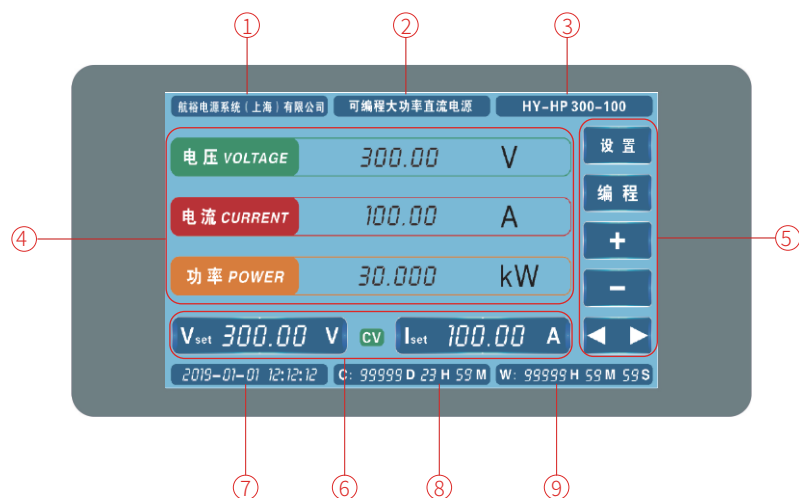 ① ② ③
航裕电源系统(上海)有限公司 可编程大功率直流电源 HY-HP 300-100
电压 VOLTAGE 300.00 V
设置
编程
电流 CURRENT 100.00 A
④ ⑤
+
功率 POWER 30.000 kW
−
Vset 300.00 V CV Iset 100.00 A ◀ ▶
2019-01-01 12:12:12 C: 99999 D 23 H 59 M W: 99999 H 59 M 59 S
⑦ ⑥ ⑧ ⑨